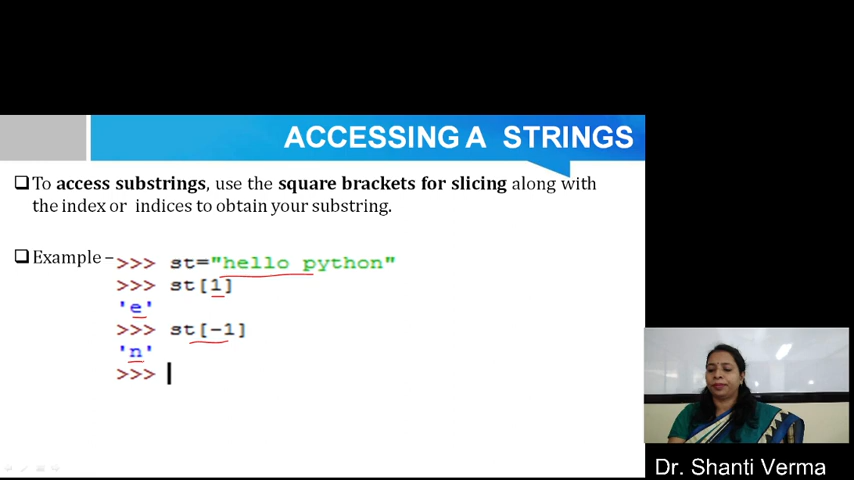 ACCESSING A STRINGS
To access substrings, use the square brackets for slicing along with
the index or indices to obtain your substring.
Example –
>>> st="hello python"
>>> st[1]
'e'
>>> st[-1]
'n'
>>>
Dr. Shanti Verma